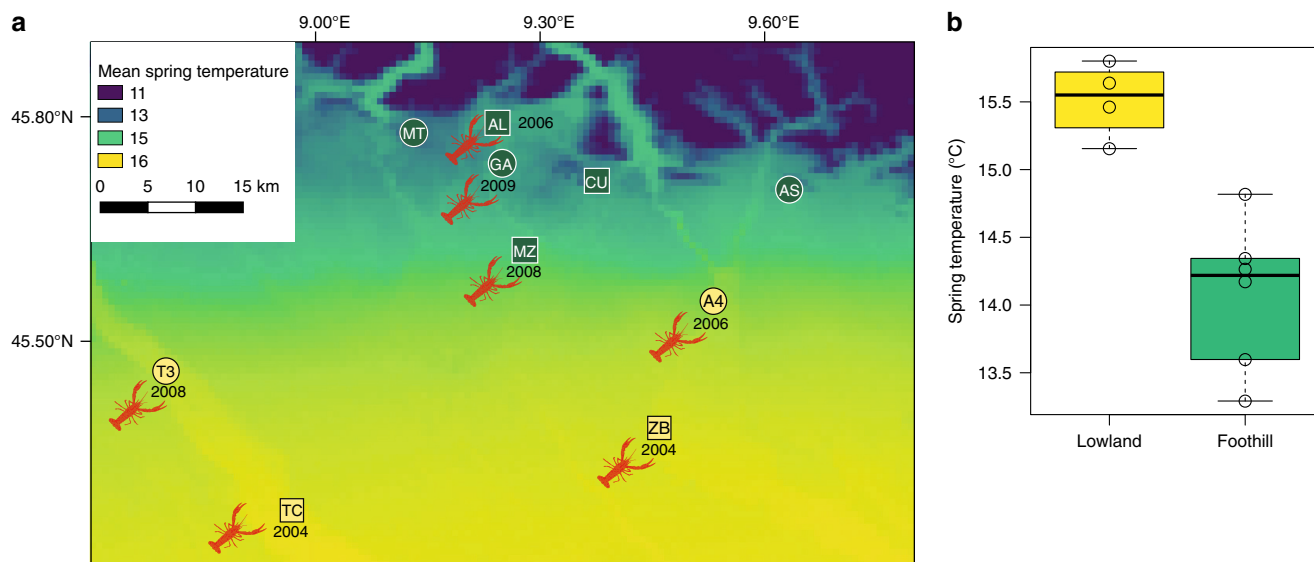 a
9.00°E 9.30°E 9.60°E
45.80°N
45.50°N
Mean spring temperature
11
13
15
16
0 5 10 15 km
MT
AL 2006
GA
2009
CU
AS
MZ
2008
A4
2006
T3
2008
ZB
2004
TC
2004
b
Spring temperature (°C)
15.5
15.0
14.5
14.0
13.5
Lowland Foothill